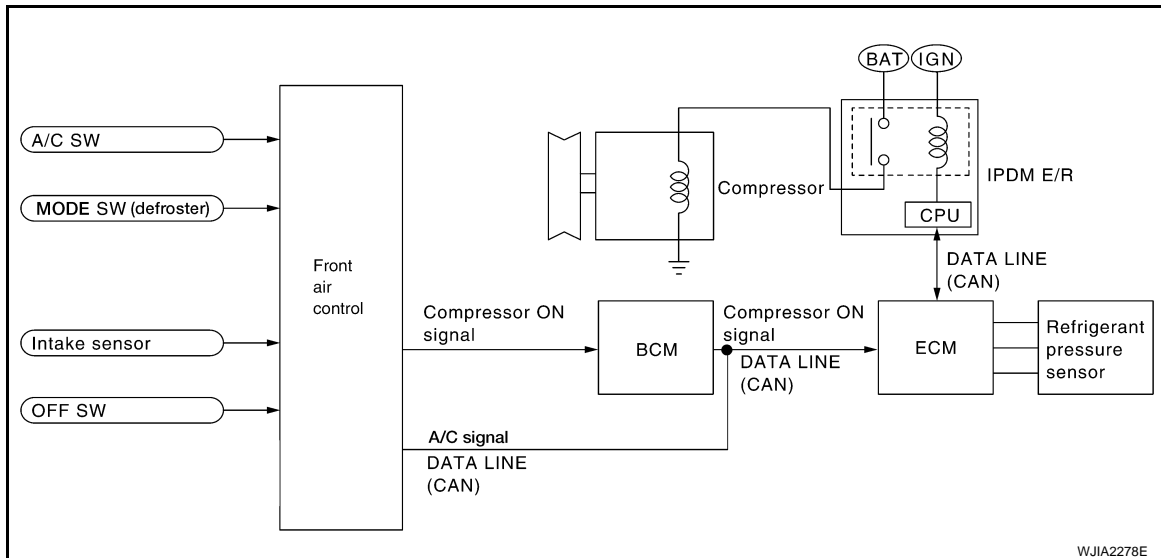 BAT
IGN
A/C SW
MODE SW (defroster)
Intake sensor
OFF SW
Front
air
control
Compressor
IPDM E/R
CPU
DATA LINE
(CAN)
Compressor ON
signal
BCM
Compressor ON
signal
DATA LINE
(CAN)
ECM
Refrigerant
pressure
sensor
A/C signal
DATA LINE
(CAN)
WJIA2278E